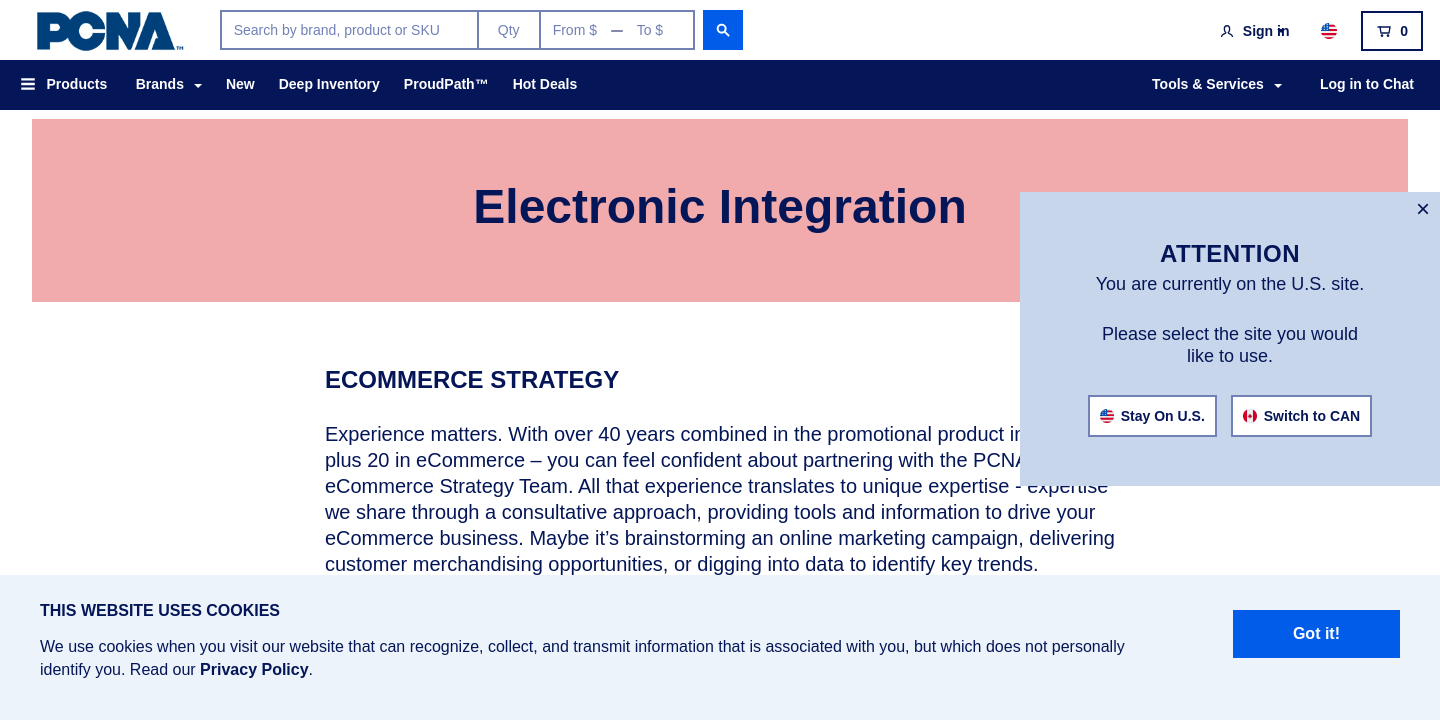 PCNA™
Search by brand, product or SKU
Qty
From $ — To $
Sign in
0
Products
Brands
New
Deep Inventory
ProudPath™
Hot Deals
Tools & Services
Log in to Chat
Electronic Integration
×
ATTENTION
You are currently on the U.S. site.
Please select the site you would
like to use.
Stay On U.S.
Switch to CAN
ECOMMERCE STRATEGY
Experience matters. With over 40 years combined in the promotional product
plus 20 in eCommerce – you can feel confident about partnering with the PCNA
eCommerce Strategy Team. All that experience translates to unique expertise - expertise
we share through a consultative approach, providing tools and information to drive your
eCommerce business. Maybe it’s brainstorming an online marketing campaign, delivering
customer merchandising opportunities, or digging into data to identify key trends.
THIS WEBSITE USES COOKIES
We use cookies when you visit our website that can recognize, collect, and transmit information that is associated with you, but which does not personally
identify you. Read our Privacy Policy.
Got it!